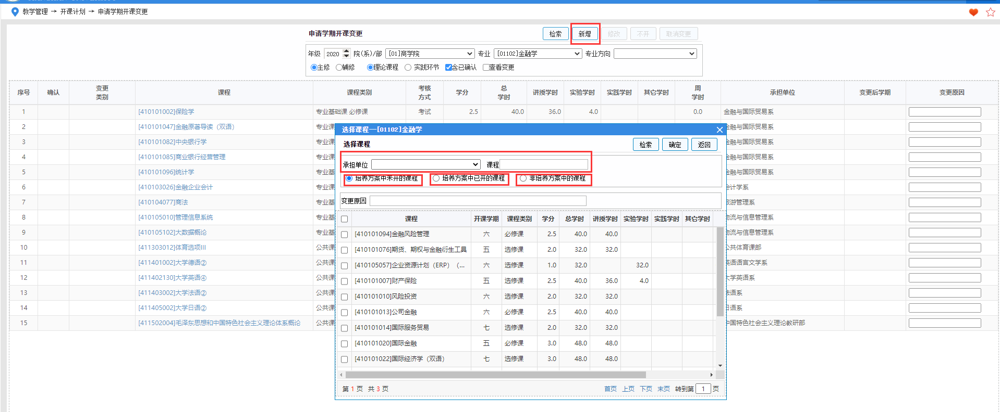 教学管理 → 开课计划 → 申请学期开课变更
申请学期开课变更 检索 新增 修改 不开 取消变更
年级 2020 院(系)/部 [01]商学院 专业 [01102]金融学 专业方向
主修 辅修 理论课程 实践环节 含已确认 查看变更
序号 确认 变更类别 课程 课程类别 考核方式 学分 总学时 讲授学时 实验学时 实践学时 其它学时 周学时 承担单位 变更后学期 变更原因
1 [410101002]保险学 专业基础课 必修课 考试 2.5 40.0 36.0 4.0 0.0 金融与国际贸易系
2 [410101047]金融原著导读（双语） 专业课 金融与国际贸易系
3 [410101082]中央银行学 专业课 金融与国际贸易系
4 [410101085]商业银行经营管理 专业课 金融与国际贸易系
5 [410101096]统计学 专业基 金融与国际贸易系
6 [410103026]金融企业会计 专业课 会计学系
7 [410104077]商法 专业基 旅游管理系
8 [410105010]管理信息系统 专业基 物流与信息管理系
9 [410105102]大数据概论 专业基 物流与信息管理系
10 [411303012]体育选项III 公共课 公共体育课部
11 [411401002]大学德语② 公共课 英语语言文学系
12 [411402130]大学英语④ 公共课 大学英语系
13 [411403002]大学法语② 公共课 法语系
14 [411405002]大学日语② 公共课 日语系
15 [411502004]毛泽东思想和中国特色社会主义理论体系概论 公共课 中国特色社会主义理论教研部
选择课程—[01102]金融学
选择课程 检索 确定 返回
承担单位 课程
培养方案中未开的课程 培养方案中已开的课程 非培养方案中的课程
变更原因
课程 开课学期 课程类别 学分 总学时 讲授学时 实验学时 实践学时 其它学时
[410101094]金融风险管理 六 必修课 2.5 40.0 40.0
[410101076]期货、期权与金融衍生工具 五 选修课 2.0 32.0 32.0
[410105057]企业资源计划（ERP）（... 六 选修课 1.0 32.0 32.0
[410101007]财产保险 五 选修课 2.5 40.0 36.0 4.0
[410101010]风险投资 六 选修课 2.0 32.0 32.0
[410101013]公司金融 六 必修课 2.5 40.0 40.0
[410101014]国际服务贸易 七 选修课 2.0 32.0 32.0
[410101020]国际金融 五 必修课 3.0 48.0 48.0
[410101022]国际经济学（双语） 七 选修课 3.0 48.0 48.0
第 1 页 共 3 页 首页 上页 下页 末页 转到第 1 页